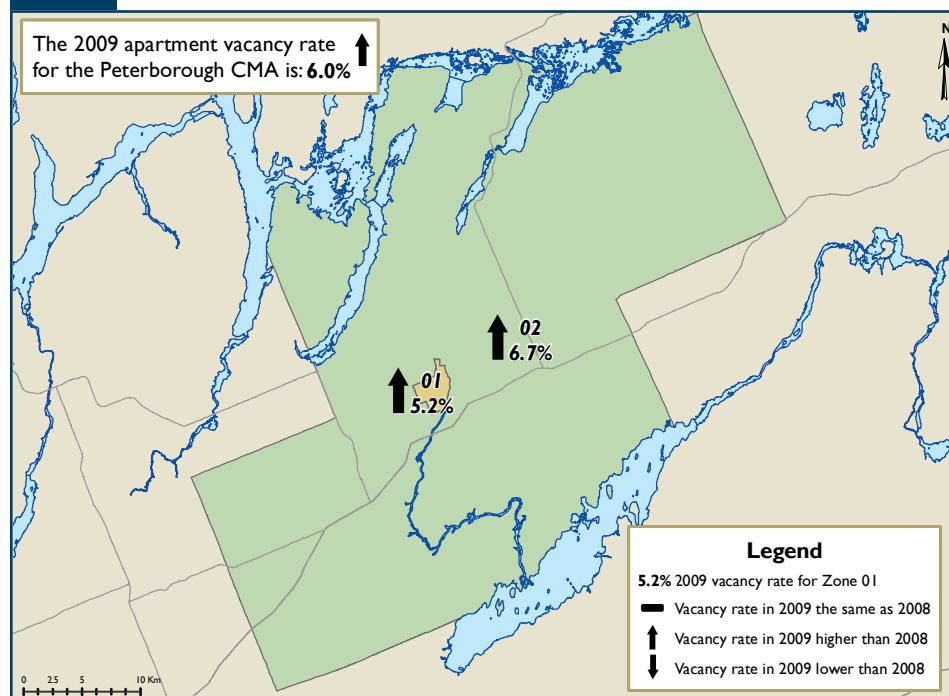 The 2009 apartment vacancy rate
for the Peterborough CMA is: 6.0%
N
02
6.7%
01
5.2%
Legend
5.2% 2009 vacancy rate for Zone 01
Vacancy rate in 2009 the same as 2008
Vacancy rate in 2009 higher than 2008
Vacancy rate in 2009 lower than 2008
0 2.5 5 10 Km